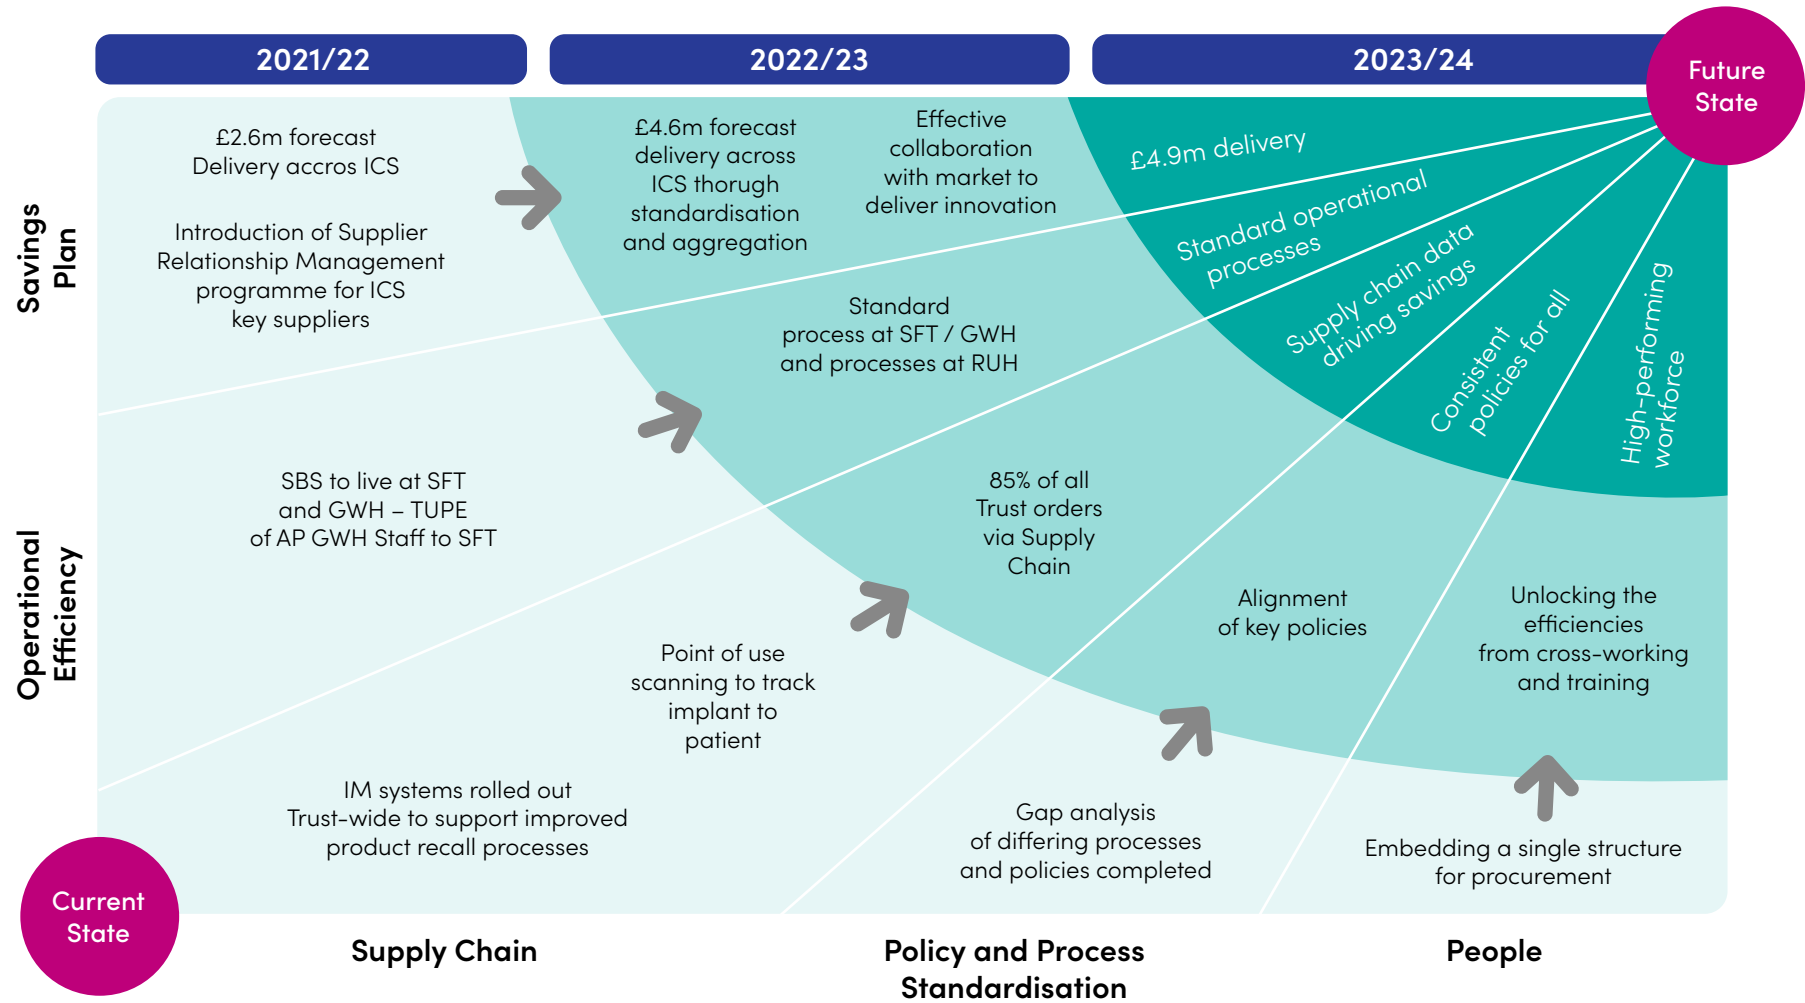 2021/22
2022/23
2023/24
Future
State
Savings
Plan
£2.6m forecast
Delivery accros ICS
Introduction of Supplier
Relationship Management
programme for ICS
key suppliers
£4.6m forecast
delivery across
ICS thorugh
standardisation
and aggregation
Effective
collaboration
with market to
deliver innovation
£4.9m delivery
Operational
Efficiency
SBS to live at SFT
and GWH – TUPE
of AP GWH Staff to SFT
Standard
process at SFT / GWH
and processes at RUH
Standard operational
processes
IM systems rolled out
Trust-wide to support improved
product recall processes
Point of use
scanning to track
implant to
patient
85% of all
Trust orders
via Supply
Chain
Supply chain data
driving savings
Gap analysis
of differing processes
and policies completed
Alignment
of key policies
Consistent
policies for all
Embedding a single structure
for procurement
Unlocking the
efficiencies
from cross-working
and training
High-performing
workforce
Current
State
Supply Chain
Policy and Process
Standardisation
People